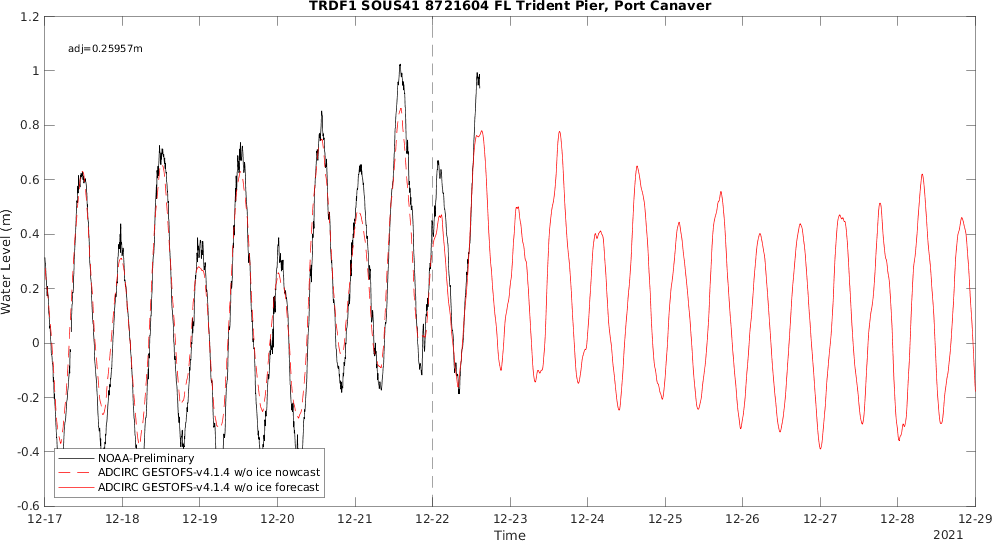 TRDF1 SOUS41 8721604 FL Trident Pier, Port Canaver
adj=0.25957m
Water Level (m)
1.2
1
0.8
0.6
0.4
0.2
0
-0.2
-0.4
-0.6
NOAA-Preliminary
ADCIRC GESTOFS-v4.1.4 w/o ice nowcast
ADCIRC GESTOFS-v4.1.4 w/o ice forecast
12-17 12-18 12-19 12-20 12-21 12-22 12-23 12-24 12-25 12-26 12-27 12-28 12-29
Time
2021